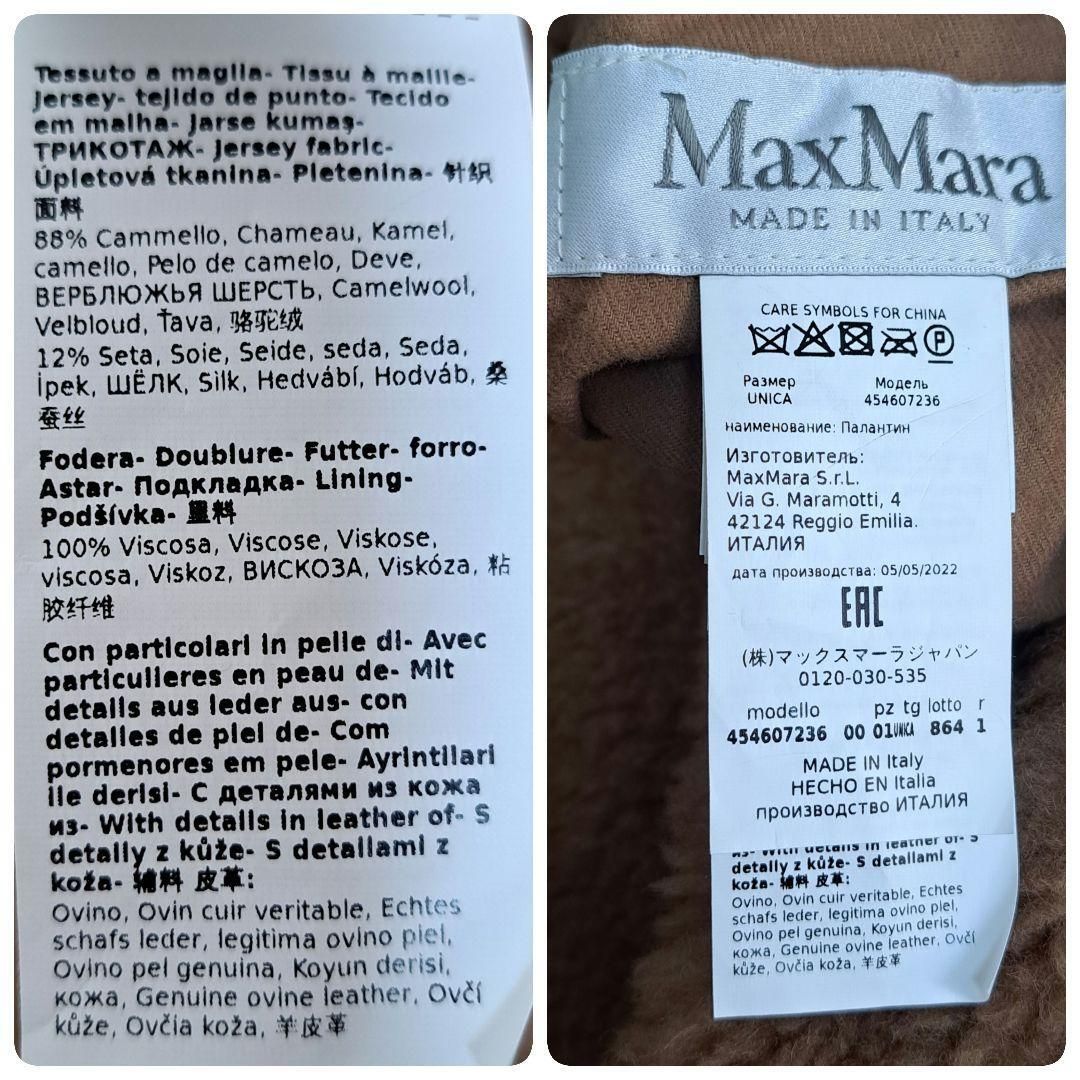 Tessuto a maglia- Tissu à maille-
Jersey- tejido de punto- Tecido
em malha- Jarse kumaş-
ТРИКОТАЖ- Jersey fabric-
Úpletová tkanina- Pletenina- 针织
面料
88% Cammello, Chameau, Kamel,
camello, Pelo de camelo, Deve,
ВЕРБЛЮЖЬЯ ШЕРСТЬ, Camelwool,
Velbloud, Ťava, 骆驼绒
12% Seta, Soie, Seide, seda, Seda,
İpek, ШЁЛК, Silk, Hedvábí, Hodváb, 桑
蚕丝
Fodera- Doublure- Futter- forro-
Astar- Подкладка- Lining-
Podšívka- 里料
100% Viscosa, Viscose, Viskose,
viscosa, Viskoz, ВИСКОЗА, Viskóza, 粘
胶纤维
Con particolari in pelle di- Avec
particulieres en peau de- Mit
details aus leder aus- con
detalles de piel de- Com
pormenores em pele- Ayrintilari
ile derisi- С деталями из кожа
из- With details in leather of- S
detaily z kůže- S detailami z
koža- 辅料 皮革:
Ovino, Ovin cuir veritable, Echtes
schafs leder, legitima ovino piel,
Ovino pel genuina, Koyun derisi,
кожа, Genuine ovine leather, Ovčí
kůže, Ovčia koža, 羊皮革
MaxMara
MADE IN ITALY
CARE SYMBOLS FOR CHINA
P
Размер Модель
UNICA 454607236
наименование: Палантин
Изготовитель:
MaxMara S.r.L.
Via G. Maramotti, 4
42124 Reggio Emilia.
ИТАЛИЯ
дата производства: 05/05/2022
EAC
(株)マックスマーラジャパン
0120-030-535
modello pz tg lotto r
454607236 00 01 UNICA 864 1
MADE IN Italy
HECHO EN Italia
производство ИТАЛИЯ
из- With details in leather of- S
detaily z kůže- S detailami z
koža- 辅料 皮革:
Ovino, Ovin cuir veritable, Echtes
schafs leder, legitima ovino piel,
Ovino pel genuina, Koyun derisi,
кожа, Genuine ovine leather, Ovčí
kůže, Ovčia koža, 羊皮革